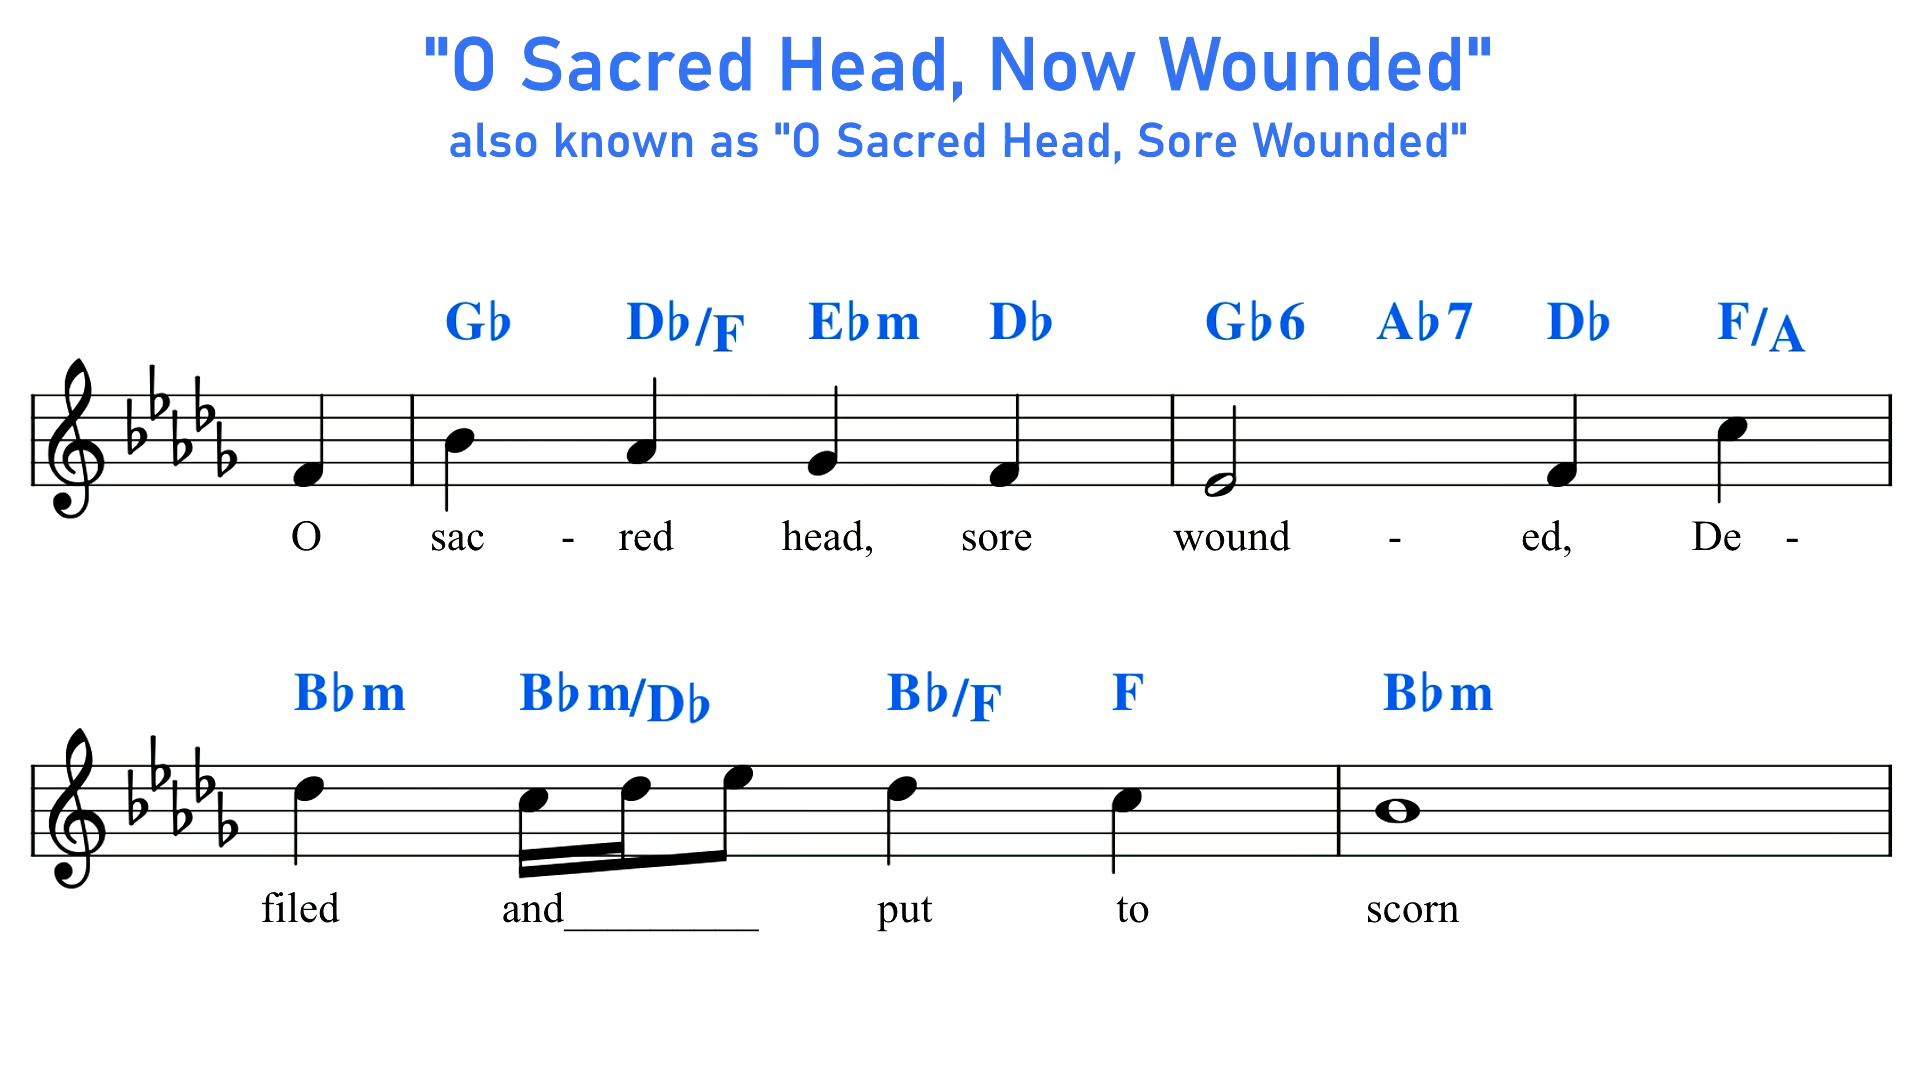 "O Sacred Head, Now Wounded"
also known as "O Sacred Head, Sore Wounded"
G♭ D♭/F E♭m D♭ G♭6 A♭7 D♭ F/A
O sac - red head, sore wound - ed, De -
B♭m B♭m/D♭ B♭/F F B♭m
filed and_________ put to scorn